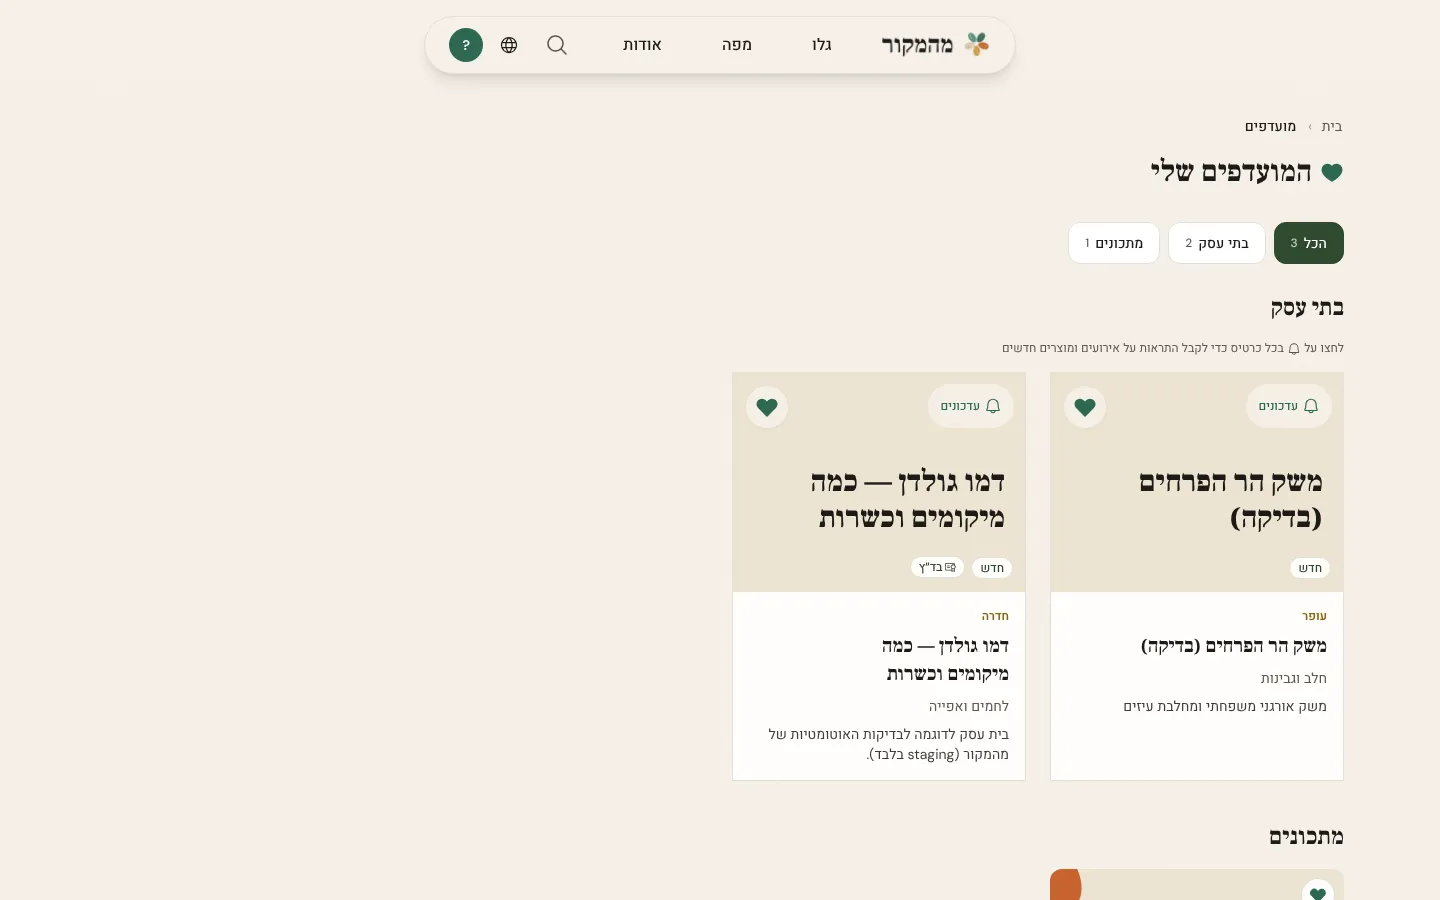 מהמקור
גלו
מפה
אודות
?
בית › מועדפים
המועדפים שלי
הכל 3
בתי עסק 2
מתכונים 1
בתי עסק
לחצו על בכל כרטיס כדי לקבל התראות על אירועים ומוצרים חדשים
עדכונים
משק הר הפרחים
(בדיקה)
חדש
עופר
משק הר הפרחים (בדיקה)
חלב וגבינות
משק אורגני משפחתי ומחלבת עיזים
עדכונים
דמו גולדן — כמה
מיקומים וכשרות
חדש
בד"ץ
חדרה
דמו גולדן — כמה
מיקומים וכשרות
לחמים ואפייה
בית עסק לדוגמה לבדיקות האוטומטיות של
מהמקור (staging בלבד).
מתכונים